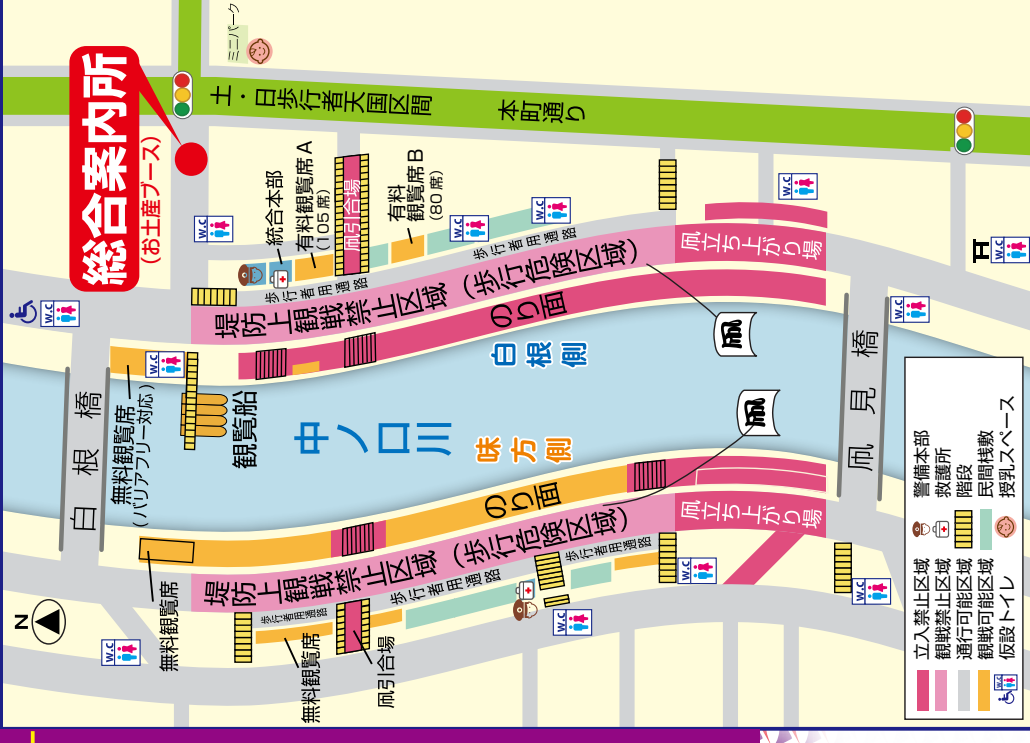 ミニパーク
総合案内所
(お土産ブース)
土・日歩行者天国区間
本町通り
W.C
統合本部
有料観覧席A
(105席)
凧引合場
有料
観覧席B
(80席)
W.C
W.C
W.C
歩行者用通路
歩行者用通路
堤防上観戦禁止区域(歩行危険区域)
凧立ち上がり
場
W.C
W.C
W.C
のり面
白根側
凧
白根橋
無料観覧席
(バリアフリー対応)
W.C
観覧船
中ノ口川
味方側
凧
凧見橋
のり面
堤防上観戦禁止区域(歩行危険区域)
凧立ち上がり
場
無料観覧席
歩行者用通路
歩行者用通路
歩行者用通路
無料観覧席
凧引合場
N
W.C
W.C
W.C
W.C
立入禁止区域
観戦禁止区域
通行可能区域
観戦可能区域
W.C
仮設トイレ
警備本部
救護所
階段
民間桟敷
授乳スペース